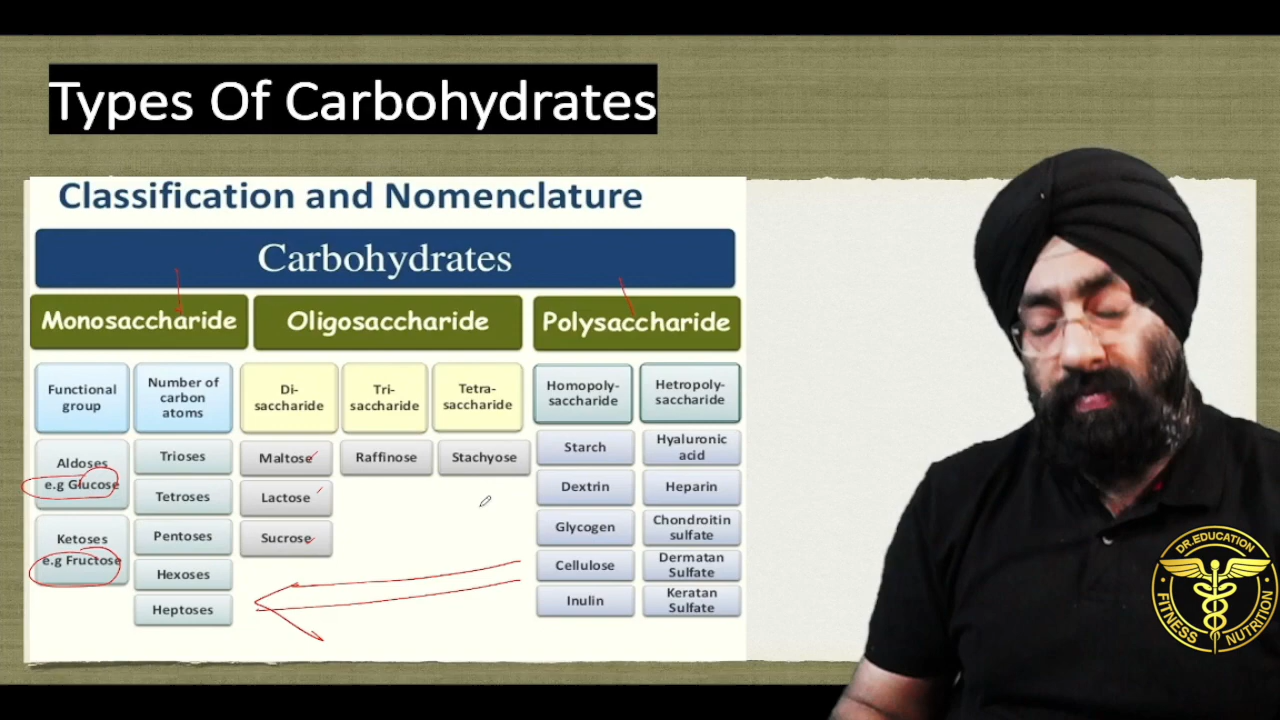 Types Of Carbohydrates
Classification and Nomenclature
Carbohydrates
Monosaccharide
Oligosaccharide
Polysaccharide
Functional
group
Number of
carbon
atoms
Di-
saccharide
Tri-
saccharide
Tetra-
saccharide
Homopoly-
saccharide
Hetropoly-
saccharide
Aldoses
e.g Glucose
Ketoses
e.g Fructose
Trioses
Tetroses
Pentoses
Hexoses
Heptoses
Maltose
Lactose
Sucrose
Raffinose
Stachyose
Starch
Dextrin
Glycogen
Cellulose
Inulin
Hyaluronic
acid
Heparin
Chondroitin
sulfate
Dermatan
Sulfate
Keratan
Sulfate
DR.EDUCATION
FITNESS NUTRITION